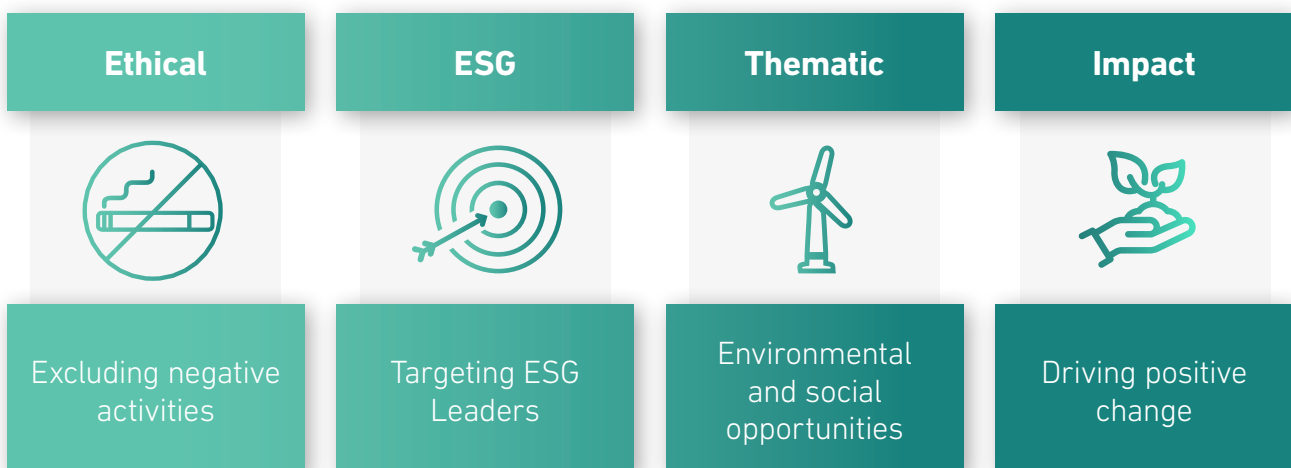 Ethical
ESG
Thematic
Impact
Excluding negative
activities
Targeting ESG
Leaders
Environmental
and social
opportunities
Driving positive
change